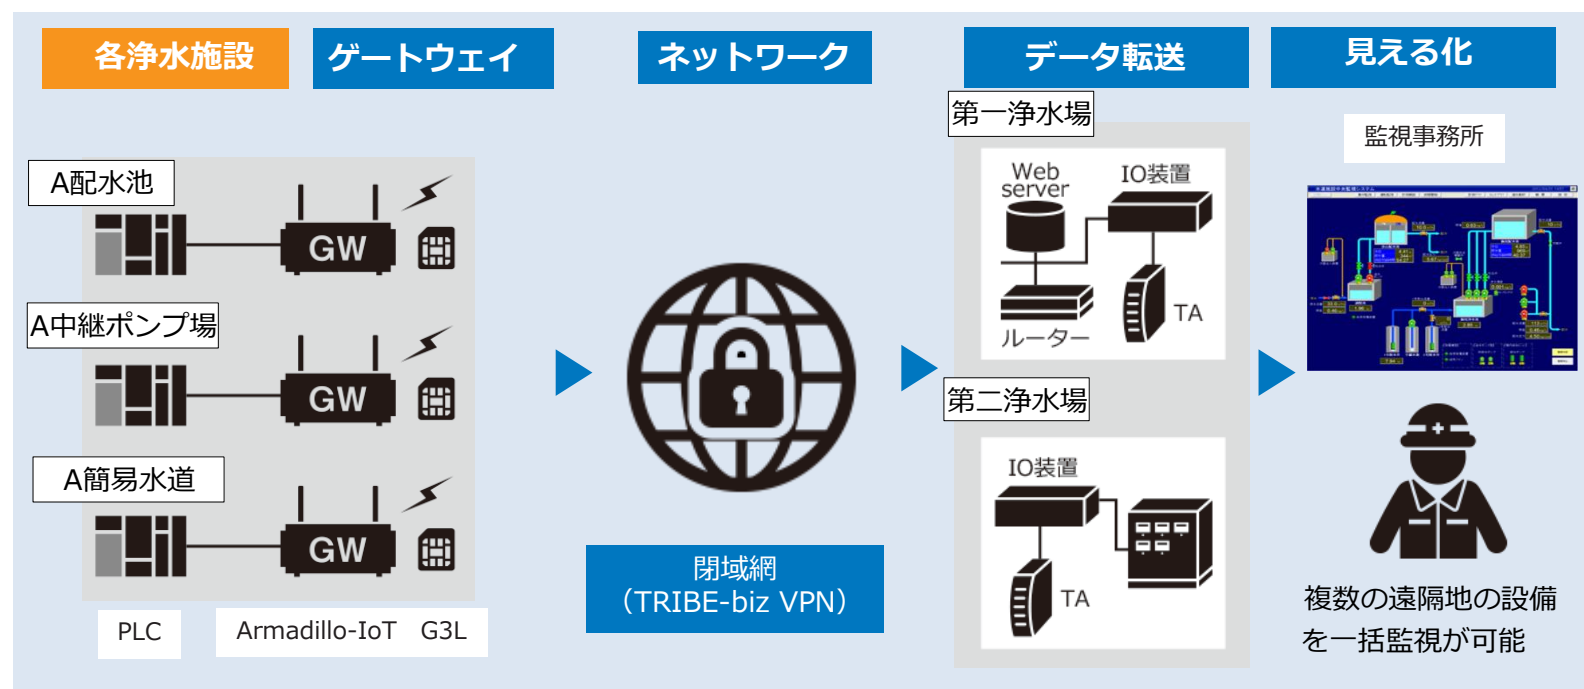 各浄水施設
ゲートウェイ
ネットワーク
データ転送
見える化
A配水池
GW
A中継ポンプ場
GW
A簡易水道
GW
PLC
Armadillo-IoT G3L
閉域網
（TRIBE-biz VPN）
第一浄水場
Web
server
IO装置
ルーター
TA
第二浄水場
IO装置
TA
監視事務所
複数の遠隔地の設備
を一括監視が可能